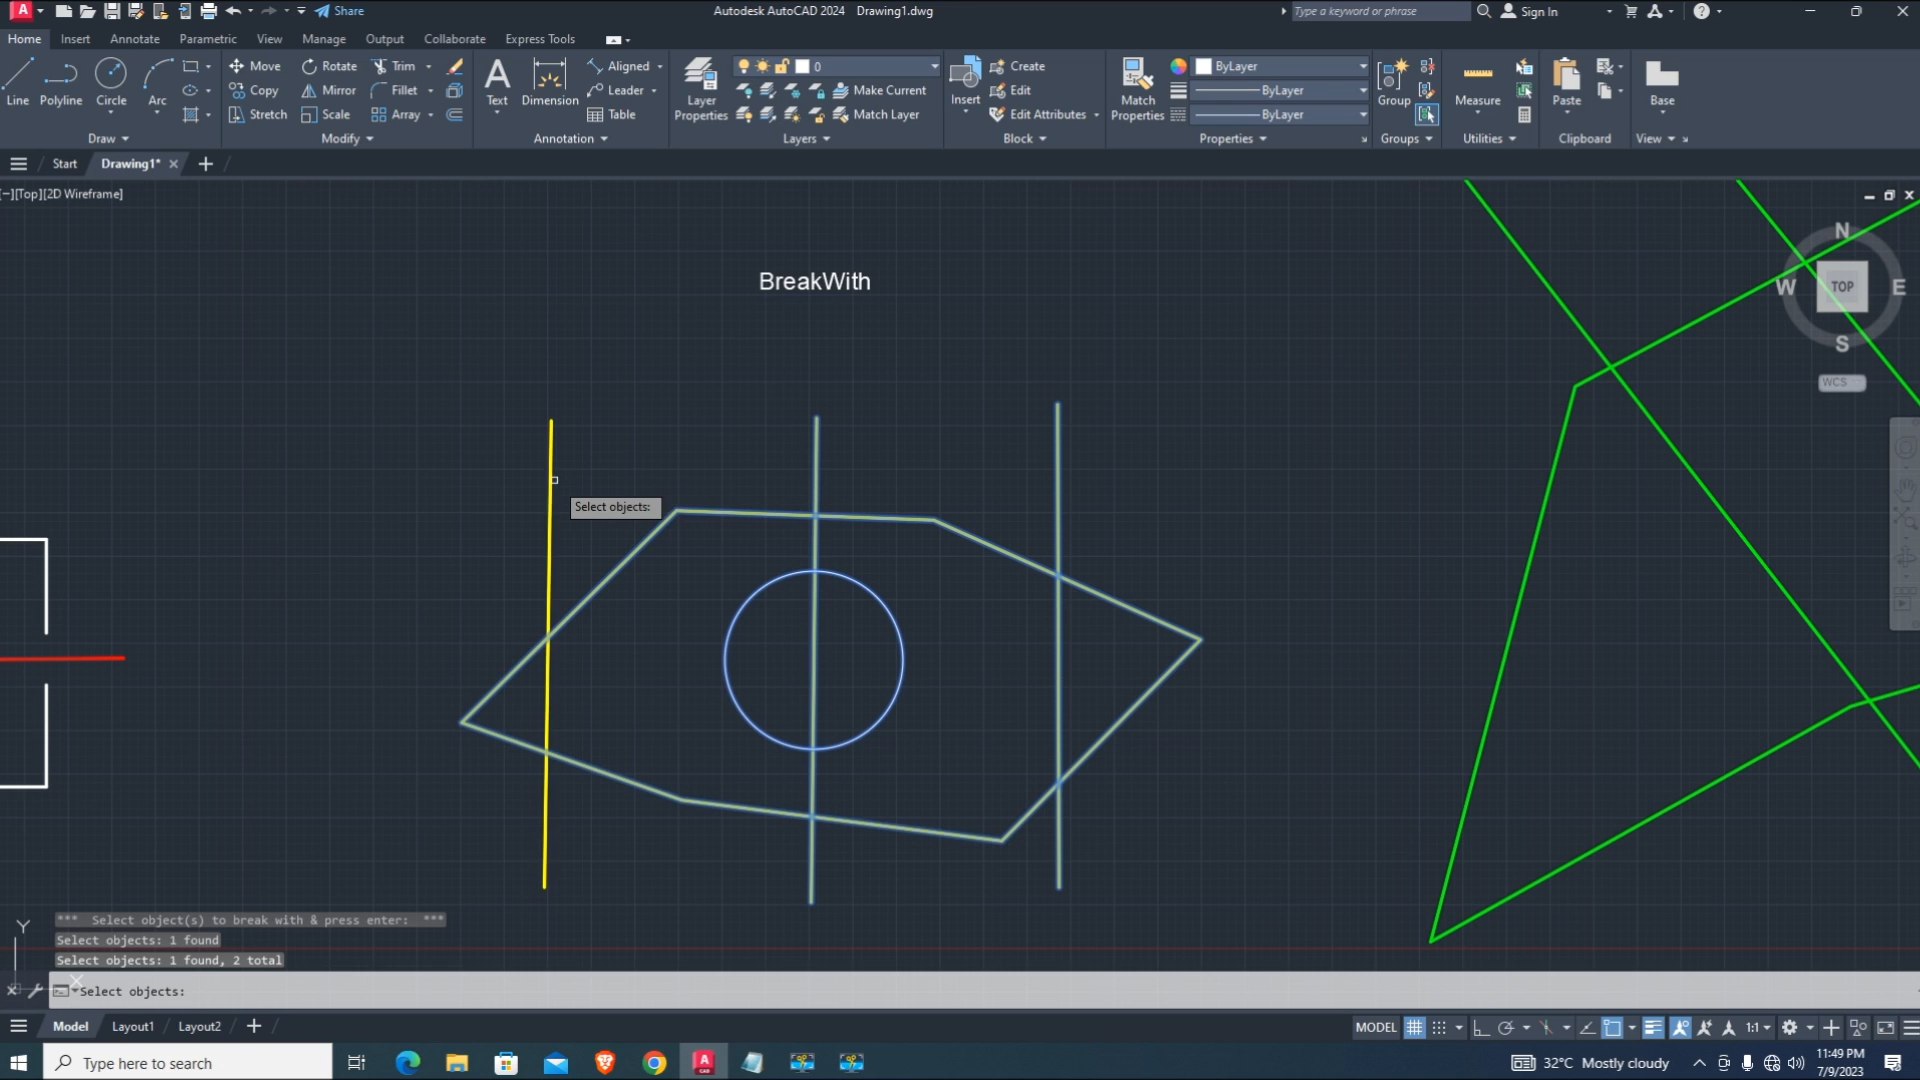 Share
Autodesk AutoCAD 2024 Drawing1.dwg
Type a keyword or phrase
Sign In
Home Insert Annotate Parametric View Manage Output Collaborate Express Tools
Line Polyline Circle Arc
Draw
Move Rotate Trim
Copy Mirror Fillet
Stretch Scale Array
Modify
Text Dimension
Aligned
Leader
Table
Annotation
Layer Properties
0
Make Current
Match Layer
Layers
Insert
Create
Edit
Edit Attributes
Block
Match Properties
ByLayer
ByLayer
ByLayer
Properties
Group
Groups
Measure
Utilities
Paste
Clipboard
Base
View
Start Drawing1*
[-][Top][2D Wireframe]
N
W TOP E
S
WCS
BreakWith
Select objects:
Y
*** Select object(s) to break with & press enter: ***
Select objects: 1 found
Select objects: 1 found, 2 total
Select objects:
Model Layout1 Layout2
MODEL
1:1
Type here to search
32°C Mostly cloudy
11:49 PM
7/9/2023